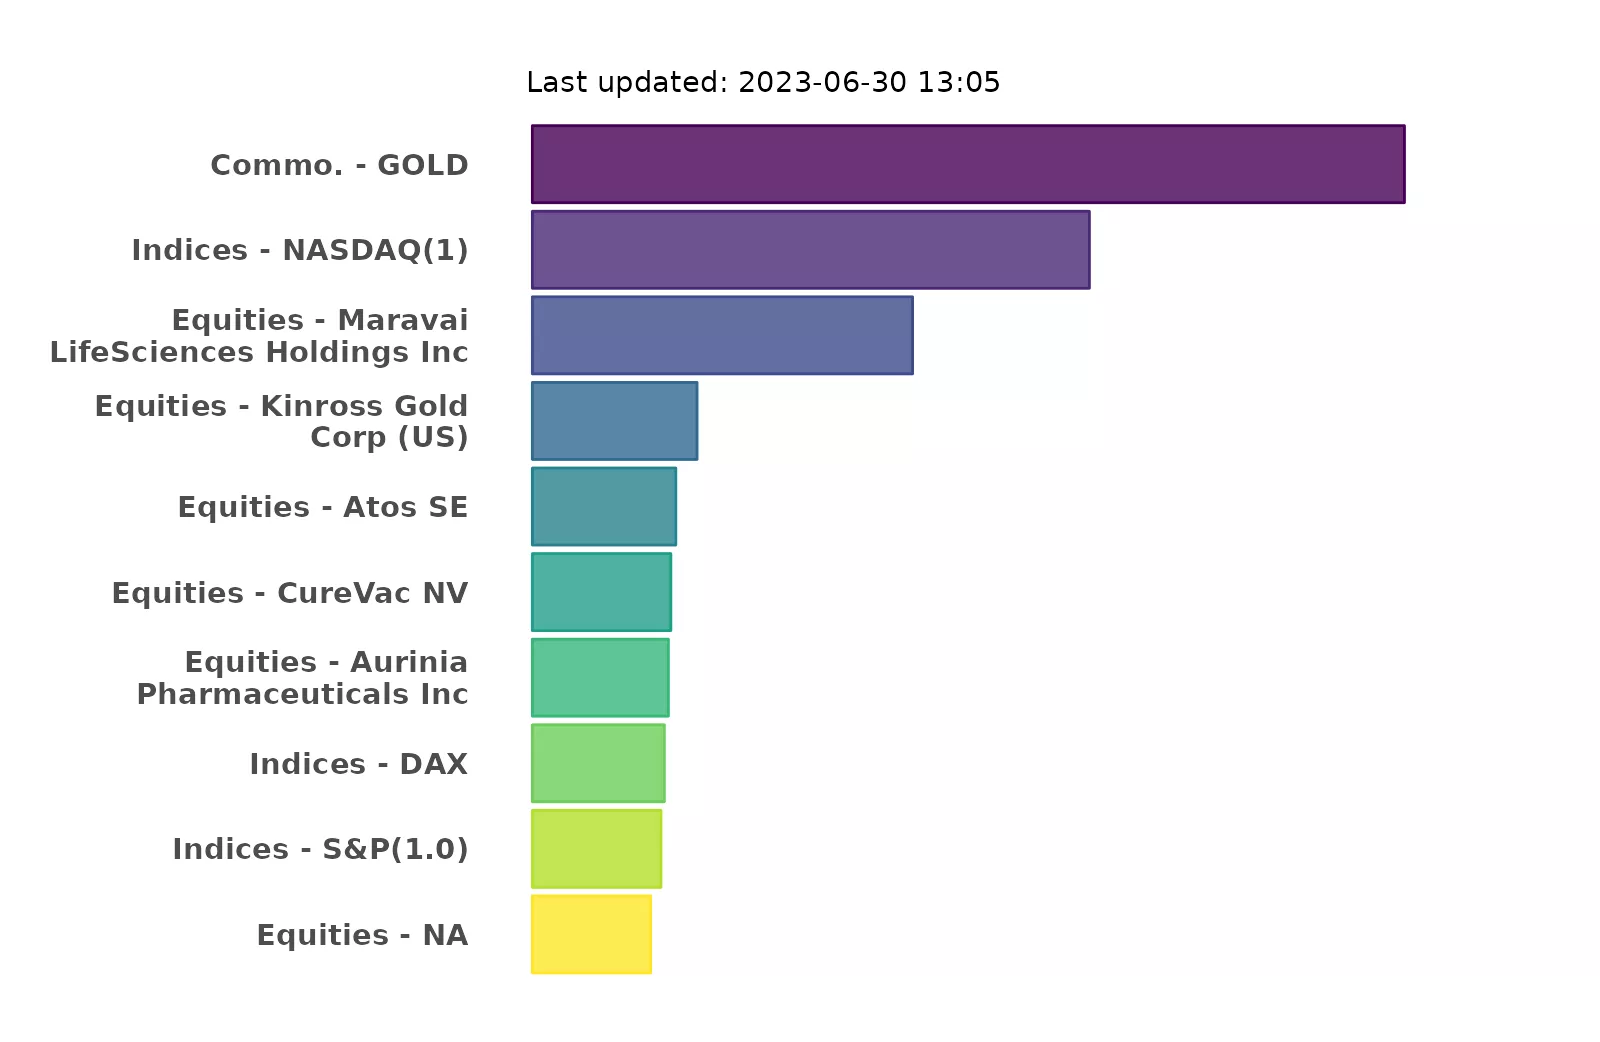 Last updated: 2023-06-30 13:05
Commo. - GOLD
Indices - NASDAQ(1)
Equities - Maravai
LifeSciences Holdings Inc
Equities - Kinross Gold
Corp (US)
Equities - Atos SE
Equities - CureVac NV
Equities - Aurinia
Pharmaceuticals Inc
Indices - DAX
Indices - S&P(1.0)
Equities - NA